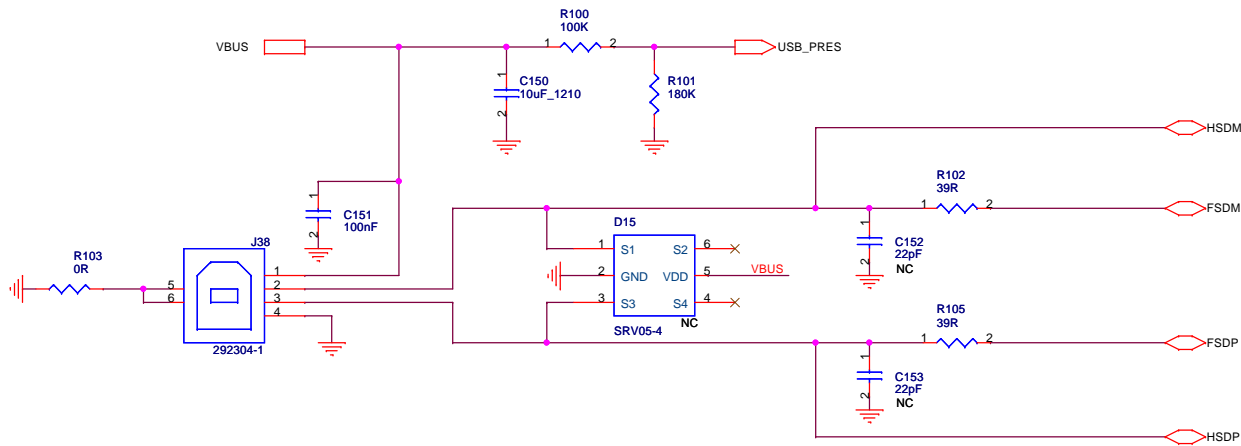 R100
100K
VBUS
1
2
USB_PRES
1
C150
10uF_1210
2
R101
180K
HSDM
R102
39R
1
2
FSDM
1
C151
100nF
2
D15
1
S1
S2
6
2
GND
VDD
5
VBUS
3
S3
S4
4
SRV05-4
NC
1
C152
22pF
2
NC
R103
0R
J38
5
6
1
2
3
4
292304-1
R105
39R
1
2
FSDP
1
C153
22pF
2
NC
HSDP